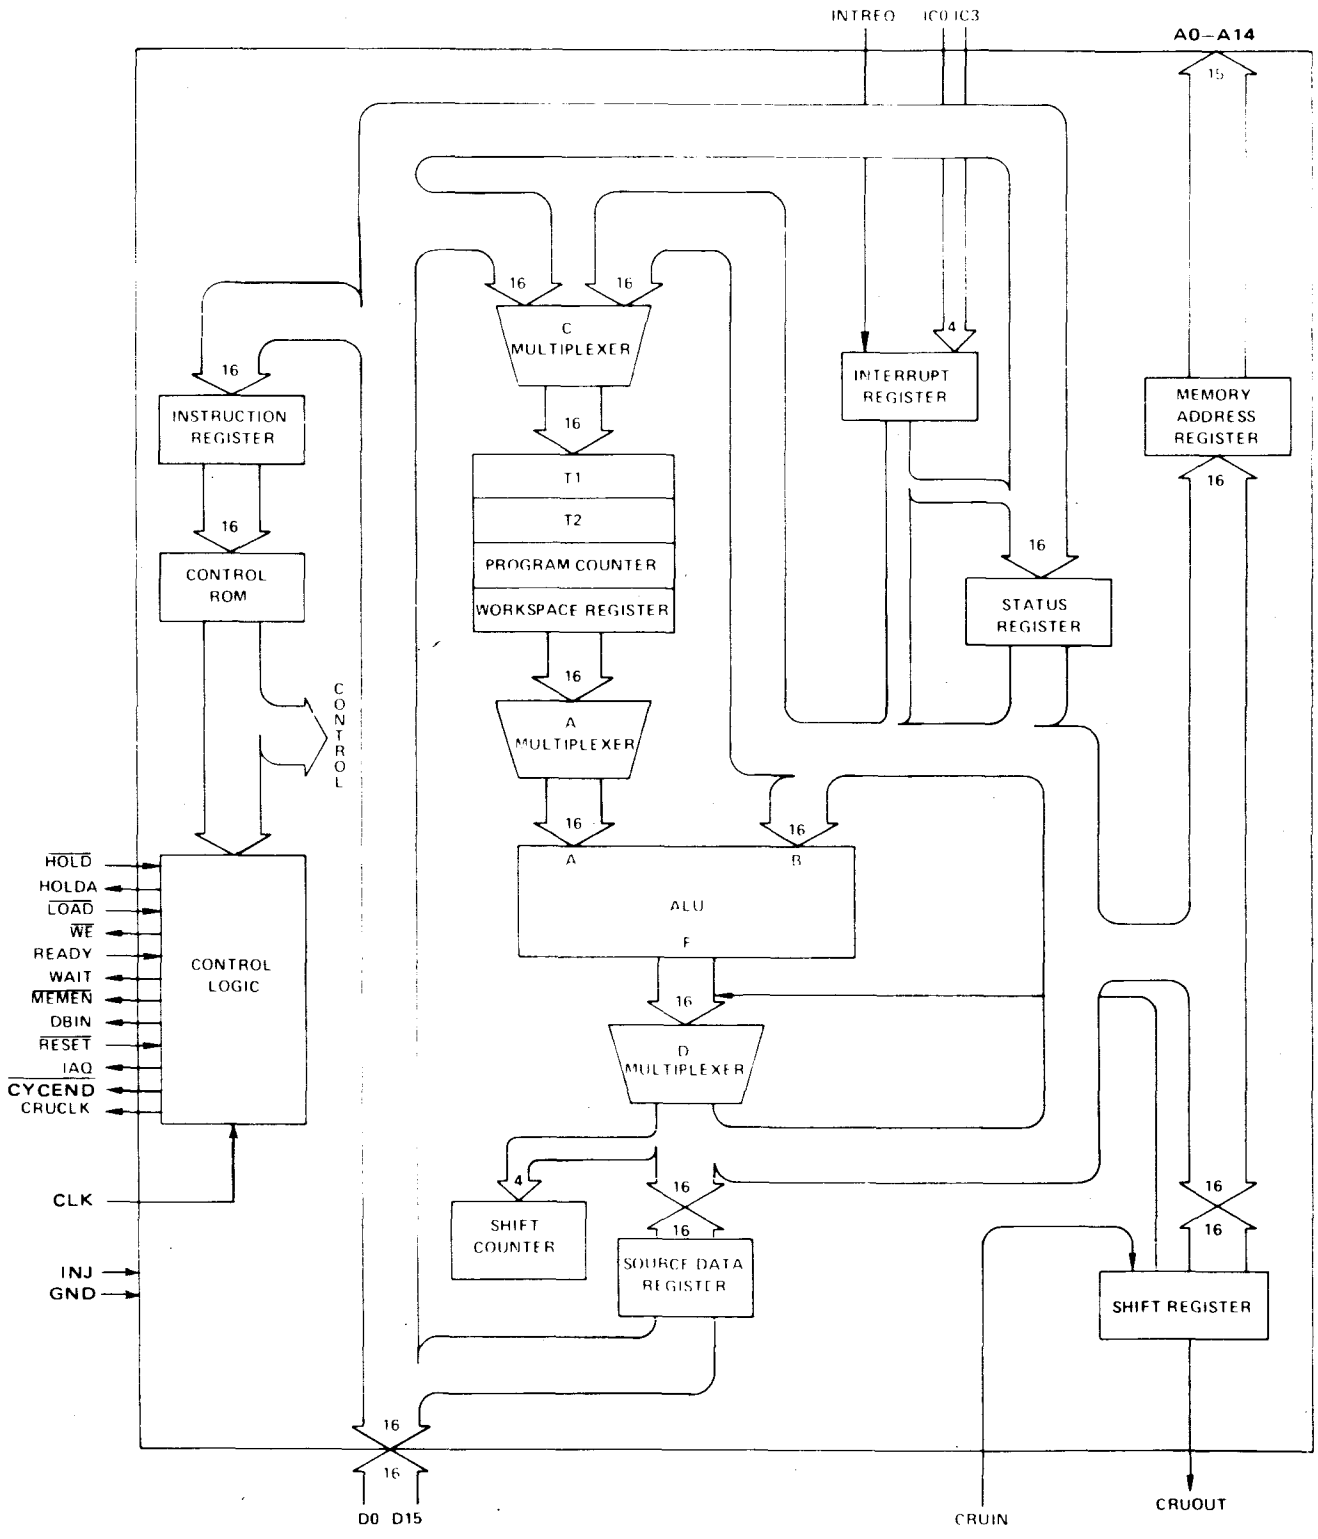 INTREQ IC0 IC3
A0–A14
15
16
16
16
4
C
MULTIPLEXER
INTERRUPT
REGISTER
MEMORY
ADDRESS
REGISTER
INSTRUCTION
REGISTER
16
16
T1
T2
PROGRAM COUNTER
WORKSPACE REGISTER
16
16
CONTROL
ROM
STATUS
REGISTER
16
CONTROL
A
MULTIPLEXER
16
16
A
B
ALU
F
HOLD
HOLDA
LOAD
WE
READY
WAIT
MEMEN
DBIN
RESET
IAQ
CYCEND
CRUCLK
CONTROL
LOGIC
16
D
MULTIPLEXER
CLK
4
16
16
16
16
SHIFT
COUNTER
SOURCE DATA
REGISTER
INJ
GND
SHIFT REGISTER
16
16
D0 D15
CRUIN
CRUOUT